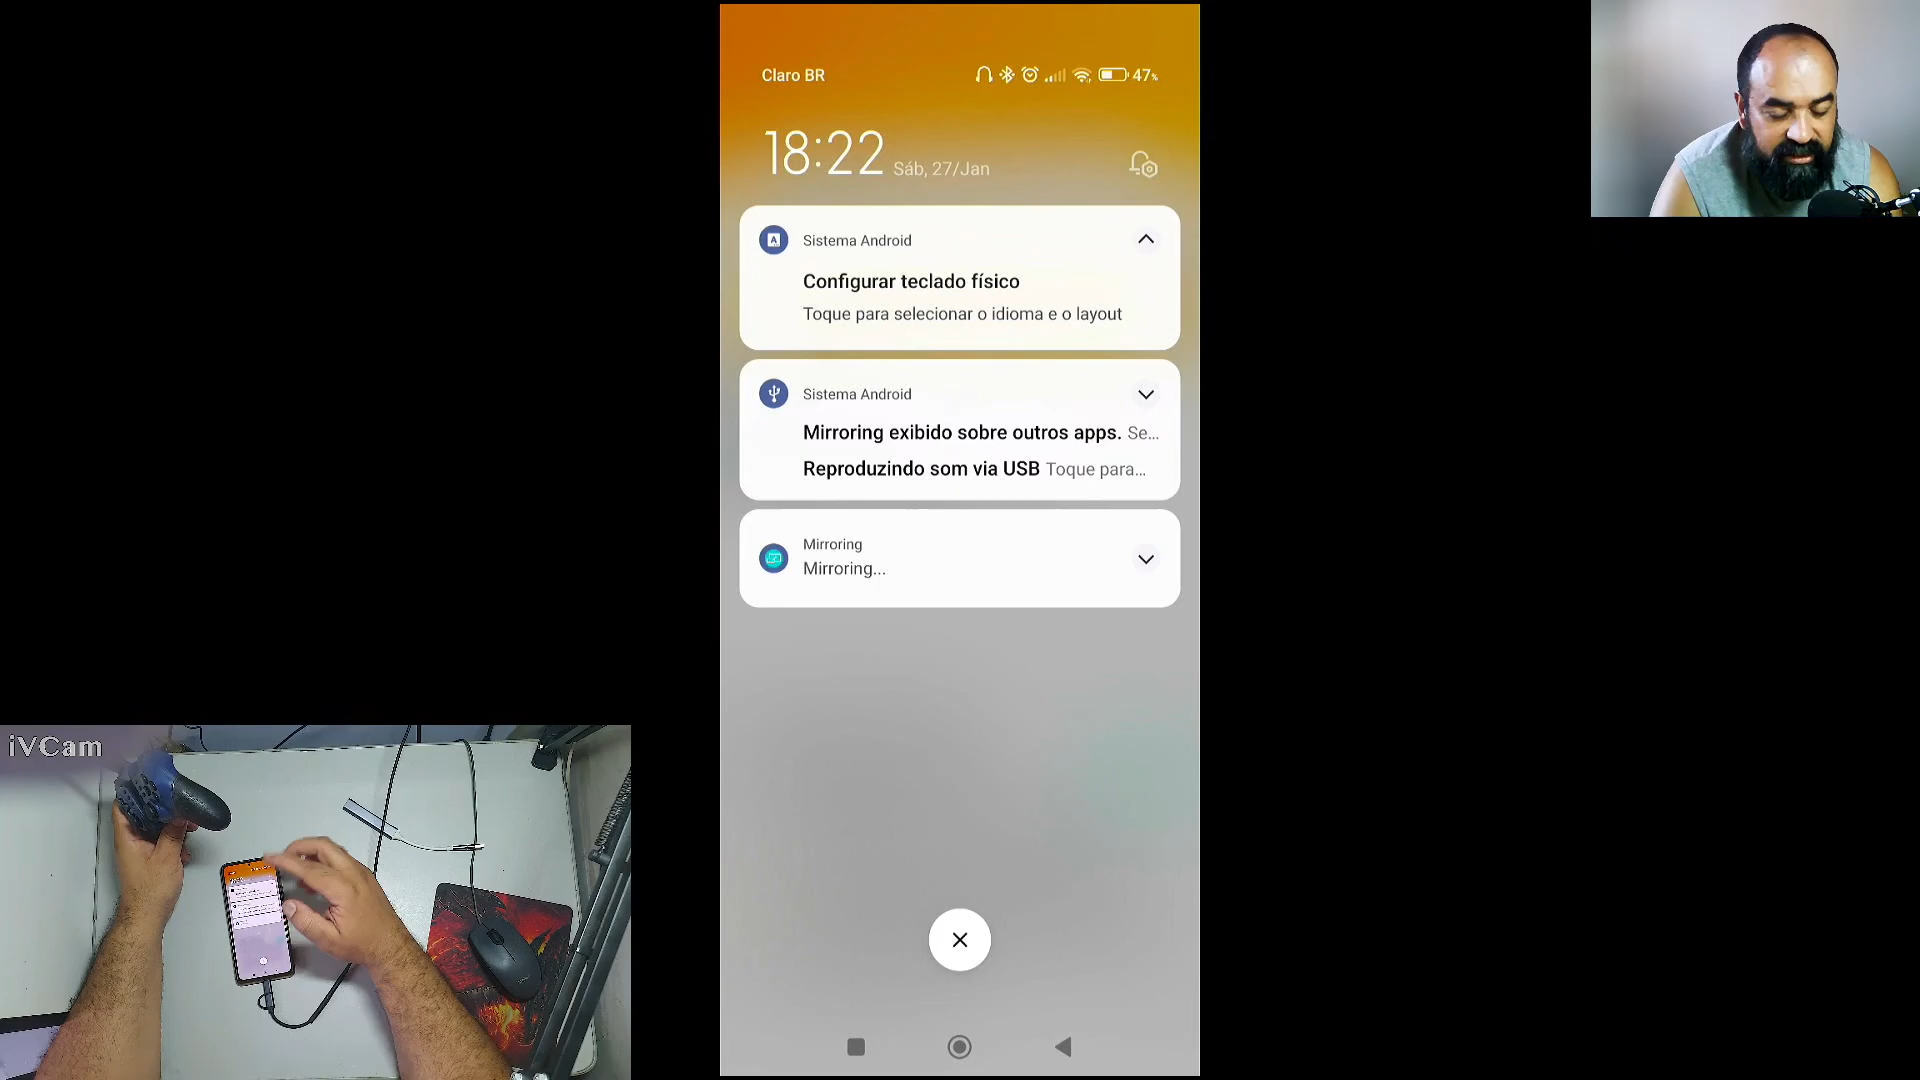 Claro BR
47%
18:22 Sáb, 27/Jan
Sistema Android
Configurar teclado físico
Toque para selecionar o idioma e o layout
Sistema Android
Mirroring exibido sobre outros apps. Se...
Reproduzindo som via USB Toque para...
Mirroring
Mirroring...
iVCam